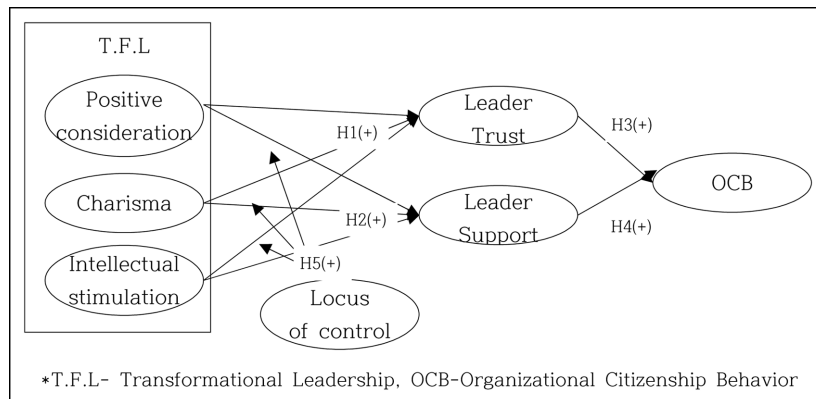 T.F.L
Positive
consideration
Charisma
Intellectual
stimulation
H1(+)
H2(+)
H5(+)
Locus
of control
Leader
Trust
Leader
Support
H3(+)
H4(+)
OCB
*T.F.L- Transformational Leadership, OCB-Organizational Citizenship Behavior